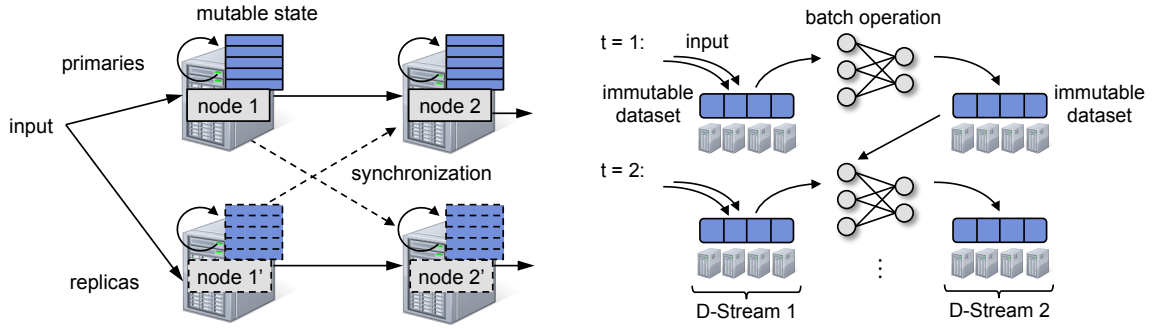 mutable state
primaries
node 1
node 2
input
synchronization
node 1'
node 2'
replicas
batch operation
t = 1:
input
immutable
dataset
immutable
dataset
t = 2:
...
D-Stream 1
D-Stream 2